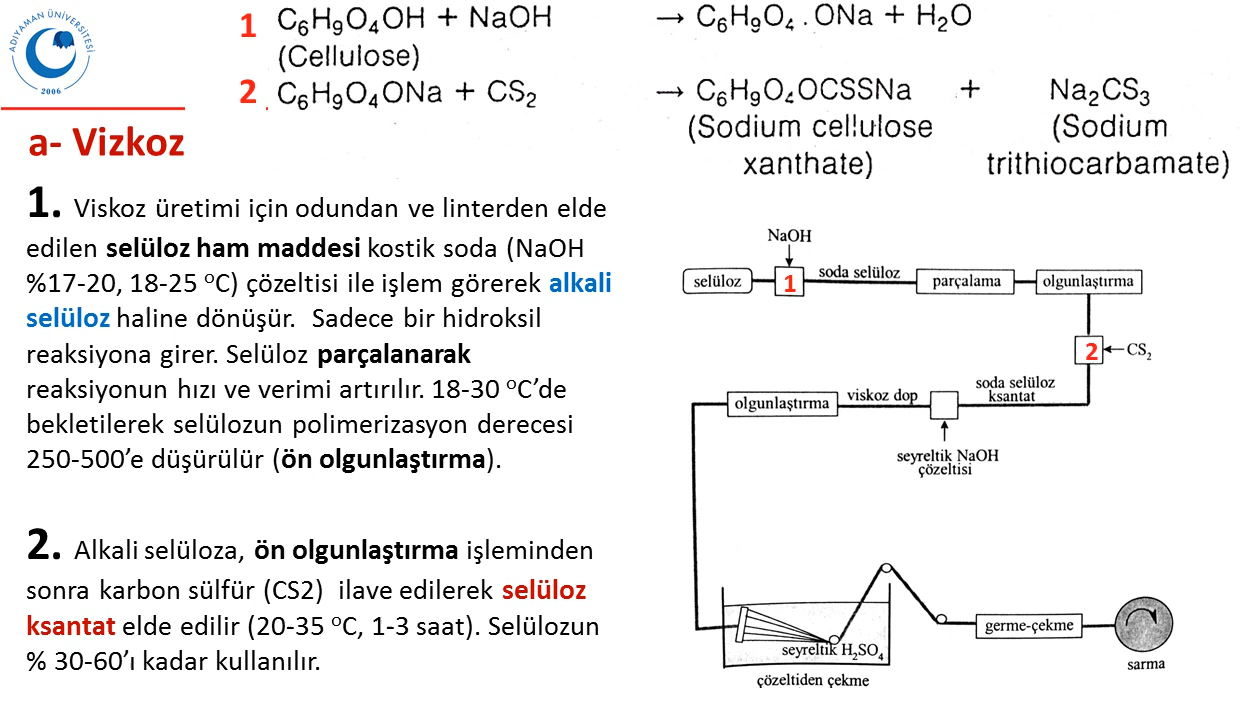 ADIYAMAN ÜNİVERSİTESİ
2006
1 C₆H₉O₄OH + NaOH → C₆H₉O₄ . ONa + H₂O
(Cellulose)
2 . C₆H₉O₄ONa + CS₂ → C₆H₉O₄OCSSNa + Na₂CS₃
(Sodium cellulose (Sodium
xanthate) trithiocarbamate)
a- Vizkoz
1. Viskoz üretimi için odundan ve linterden elde
edilen selüloz ham maddesi kostik soda (NaOH
%17-20, 18-25 ᵒC) çözeltisi ile işlem görerek alkali
selüloz haline dönüşür. Sadece bir hidroksil
reaksiyona girer. Selüloz parçalanarak
reaksiyonun hızı ve verimi artırılır. 18-30 ᵒC’de
bekletilerek selülozun polimerizasyon derecesi
250-500’e düşürülür (ön olgunlaştırma).
2. Alkali selüloza, ön olgunlaştırma işleminden
sonra karbon sülfür (CS2) ilave edilerek selüloz
ksantat elde edilir (20-35 ᵒC, 1-3 saat). Selülozun
% 30-60’ı kadar kullanılır.
NaOH
selüloz 1 soda selüloz parçalama olgunlaştırma
2 CS₂
olgunlaştırma viskoz dop soda selüloz
ksantat
seyreltik NaOH
çözeltisi
seyreltik H₂SO₄
germe-çekme
sarma
çözeltiden çekme